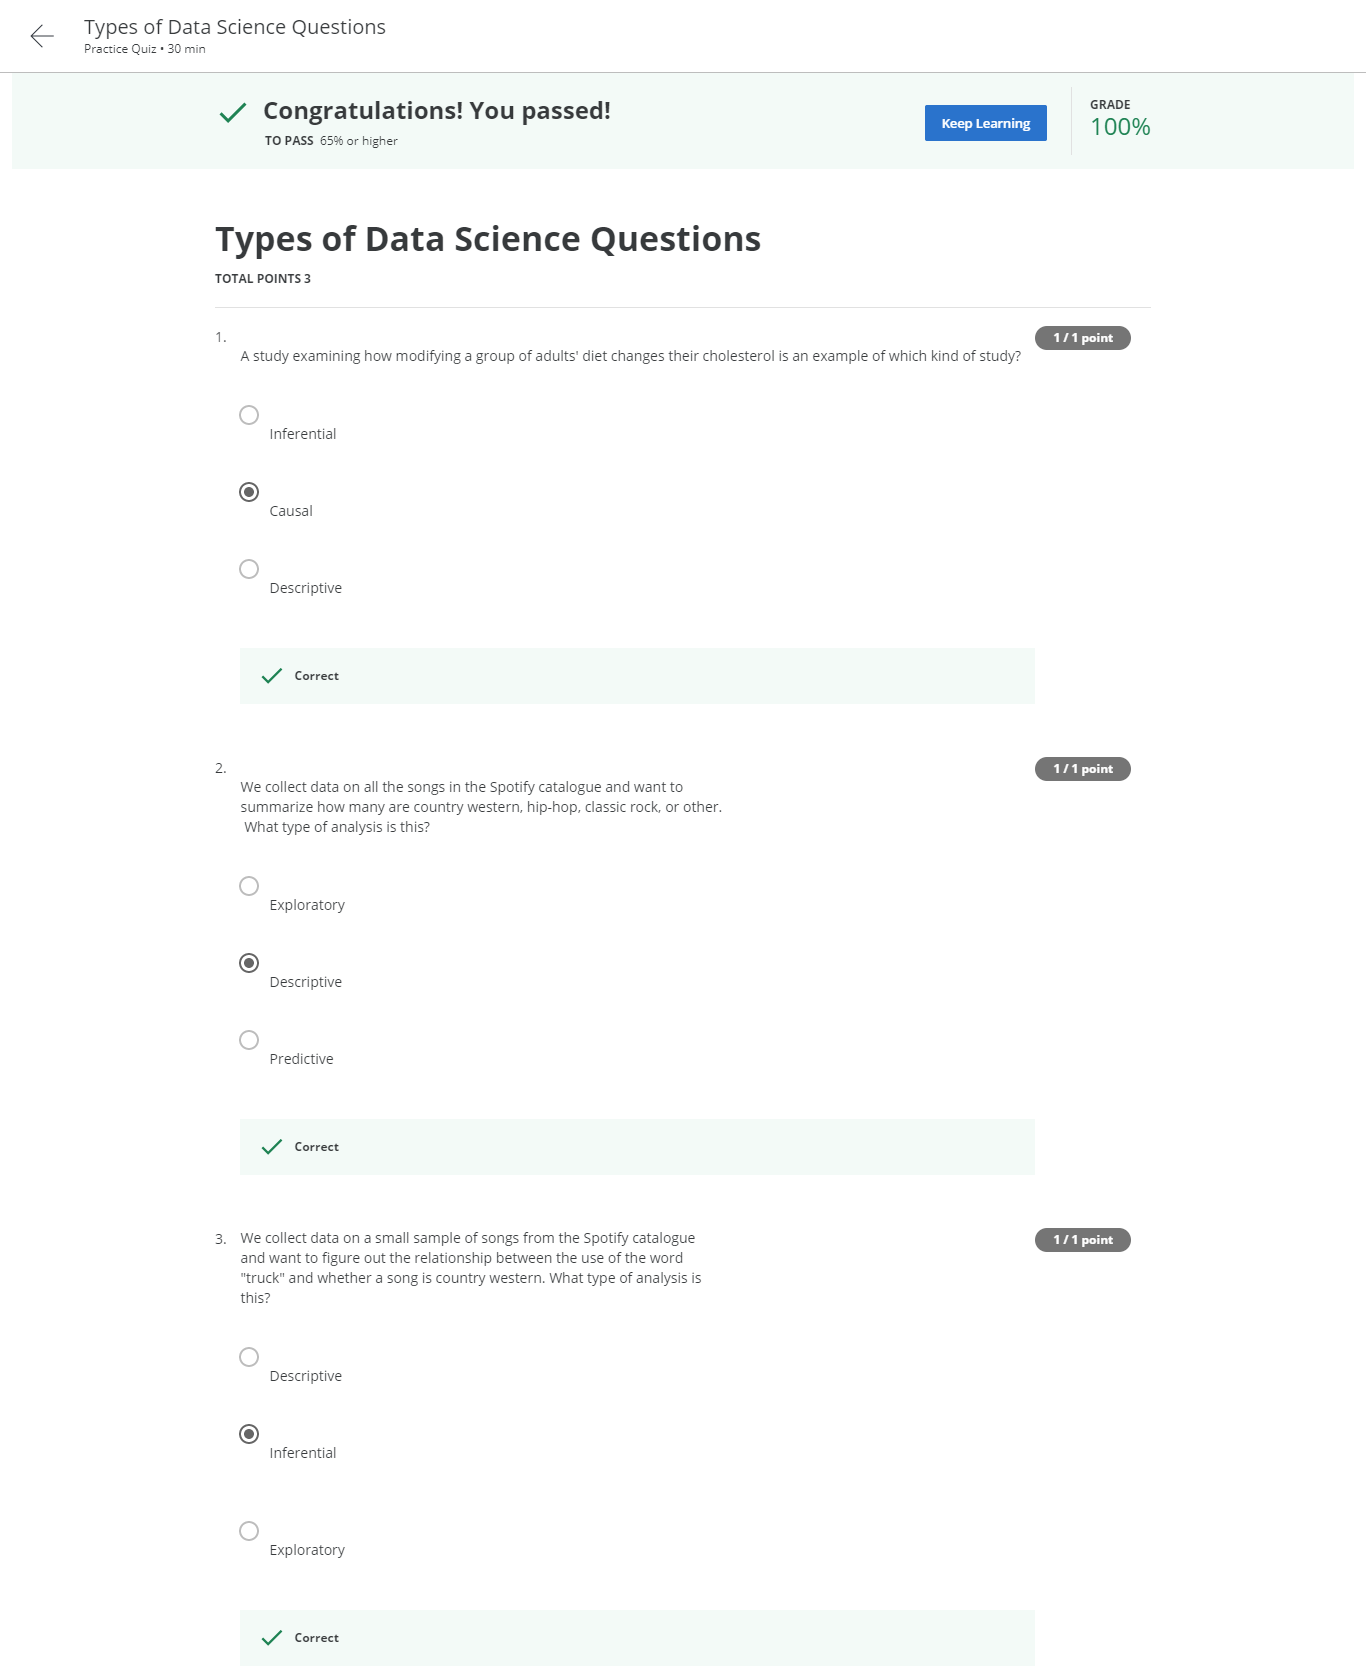 Types of Data Science Questions
Practice Quiz • 30 min
Congratulations! You passed!
TO PASS 65% or higher
Keep Learning
GRADE
100%
Types of Data Science Questions
TOTAL POINTS 3
1.
1 / 1 point
A study examining how modifying a group of adults' diet changes their cholesterol is an example of which kind of study?
Inferential
Causal
Descriptive
Correct
2.
1 / 1 point
We collect data on all the songs in the Spotify catalogue and want to
summarize how many are country western, hip-hop, classic rock, or other.
What type of analysis is this?
Exploratory
Descriptive
Predictive
Correct
3. We collect data on a small sample of songs from the Spotify catalogue
1 / 1 point
and want to figure out the relationship between the use of the word
"truck" and whether a song is country western. What type of analysis is
this?
Descriptive
Inferential
Exploratory
Correct